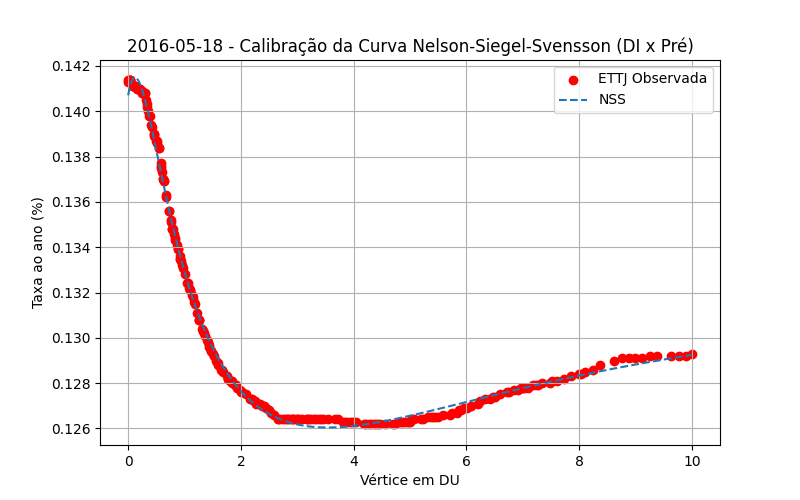 2016-05-18 - Calibração da Curva Nelson-Siegel-Svensson (DI x Pré)
ETTJ Observada
NSS
Taxa ao ano (%)
0.142
0.140
0.138
0.136
0.134
0.132
0.130
0.128
0.126
0 2 4 6 8 10
Vértice em DU